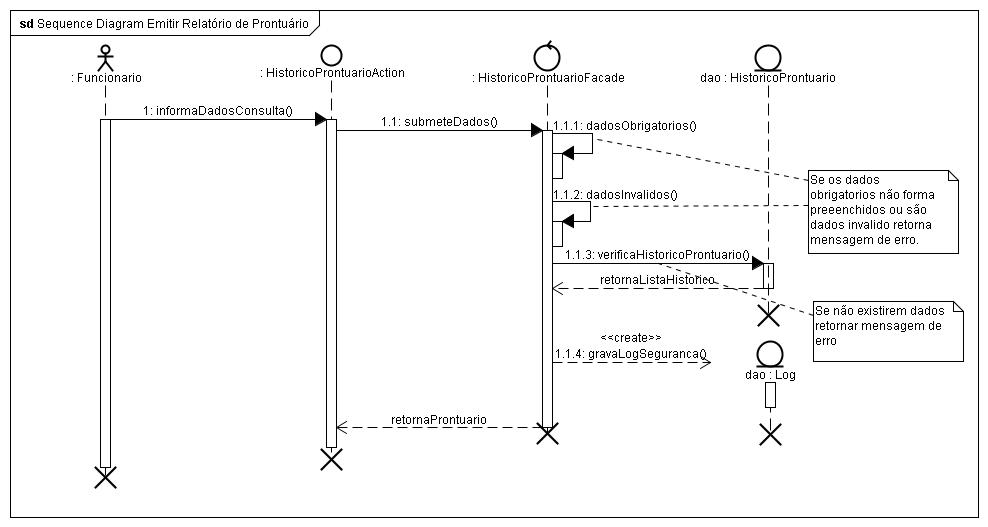 sd Sequence Diagram Emitir Relatório de Prontuário
: Funcionario
: HistoricoProntuarioAction
: HistoricoProntuarioFacade
dao : HistoricoProntuario
1: informaDadosConsulta()
1.1: submeteDados()
1.1.1: dadosObrigatorios()
Se os dados
obrigatorios não forma
preeenchidos ou são
dados invalido retorna
mensagem de erro.
1.1.2: dadosInvalidos()
1.1.3: verificaHistoricoProntuario()
retornaListaHistorico
Se não existirem dados
retornar mensagem de
erro
<<create>>
1.1.4: gravaLogSeguranca()
dao : Log
retornaProntuario